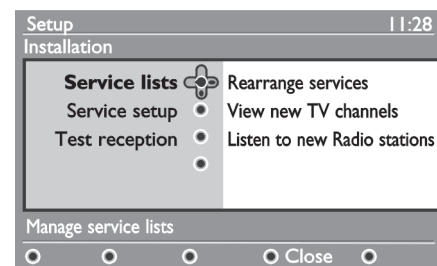 Setup 11:28
Installation
Service lists Rearrange services
Service setup View new TV channels
Test reception Listen to new Radio stations
Manage service lists
Close